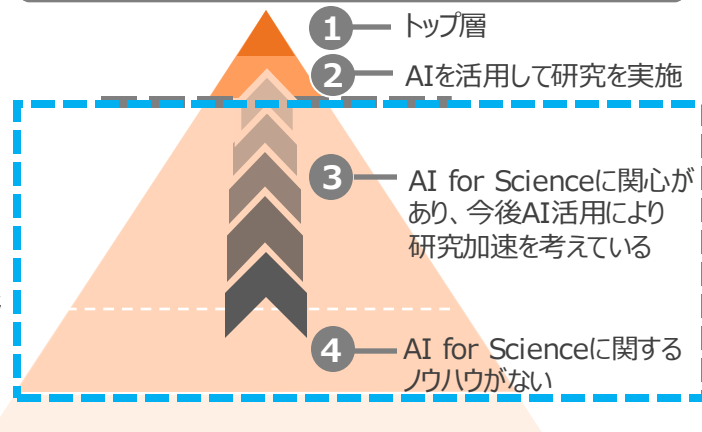 1 トップ層
2 AIを活用して研究を実施
3 AI for Scienceに関心が
あり、今後AI活用により
研究加速を考えている
4 AI for Scienceに関する
ノウハウがない